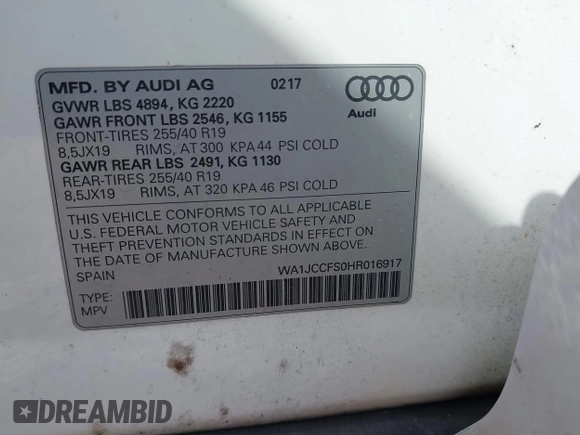 MFD. BY AUDI AG 0217
GVWR LBS 4894, KG 2220
GAWR FRONT LBS 2546, KG 1155
FRONT-TIRES 255/40 R19
8,5JX19 RIMS, AT 300 KPA 44 PSI COLD
GAWR REAR LBS 2491, KG 1130
REAR-TIRES 255/40 R19
8,5JX19 RIMS, AT 320 KPA 46 PSI COLD
Audi
THIS VEHICLE CONFORMS TO ALL APPLICABLE
U.S. FEDERAL MOTOR VEHICLE SAFETY AND
THEFT PREVENTION STANDARDS IN EFFECT ON
THE DATE OF MANUFACTURE SHOWN ABOVE.
SPAIN WA1JCCFS0HR016917
TYPE:
MPV
DREAMBID